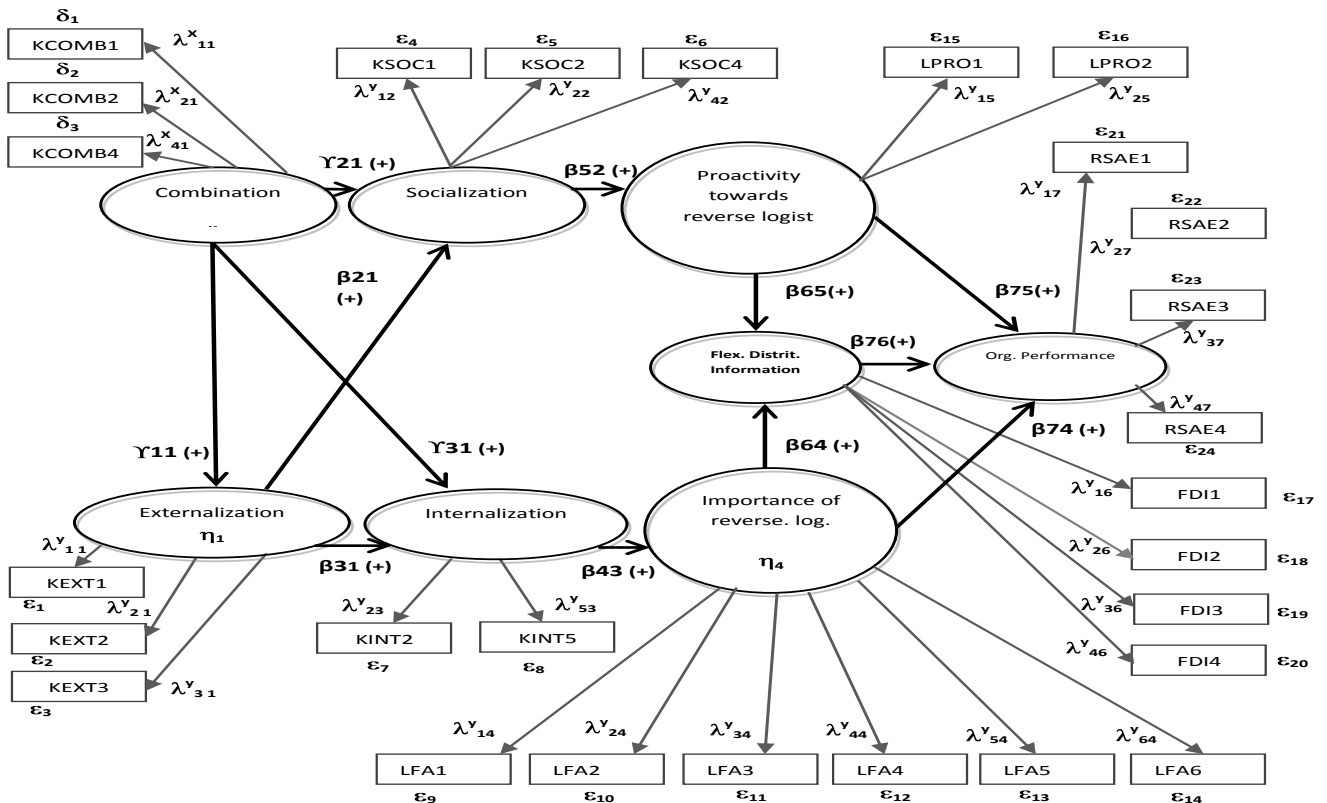 δ1
KCOMB1
λx11
δ2
KCOMB2
λx21
δ3
KCOMB4
λx41
ε4
KSOC1
λy12
ε5
KSOC2
λy22
ε6
KSOC4
λy42
ε15
LPRO1
λy15
ε16
LPRO2
λy25
ε21
RSAE1
λy17
ε22
RSAE2
λy27
ε23
RSAE3
λy37
λy47
RSAE4
ε24
Combination
..
ϒ21 (+)
Socialization
β52 (+)
Proactivity
towards
reverse logist
β21
(+)
β65(+)
β75(+)
β76(+)
Flex. Distrit.
Information
Org. Performance
ϒ11 (+)
ϒ31 (+)
β64 (+)
β74 (+)
Externalization
η1
Internalization
Importance of
reverse. log.
η4
β31 (+)
β43 (+)
λy11
KEXT1
ε1
λy21
KEXT2
ε2
KEXT3
λy31
ε3
λy23
KINT2
ε7
λy53
KINT5
ε8
λy16
FDI1
ε17
λy26
FDI2
ε18
λy36
FDI3
ε19
λy46
FDI4
ε20
λy14
λy24
λy34
λy44
λy54
λy64
LFA1
LFA2
LFA3
LFA4
LFA5
LFA6
ε9
ε10
ε11
ε12
ε13
ε14